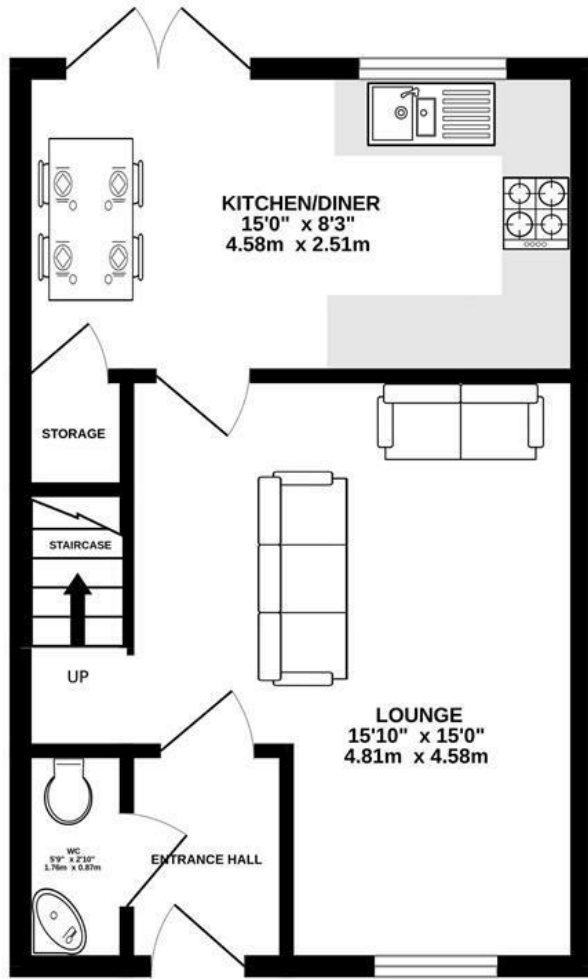 KITCHEN/DINER
15'0" x 8'3"
4.58m x 2.51m
STORAGE
STAIRCASE
UP
LOUNGE
15'10" x 15'0"
4.81m x 4.58m
WC
5'9" x 2'10"
1.76m x 0.87m
ENTRANCE HALL